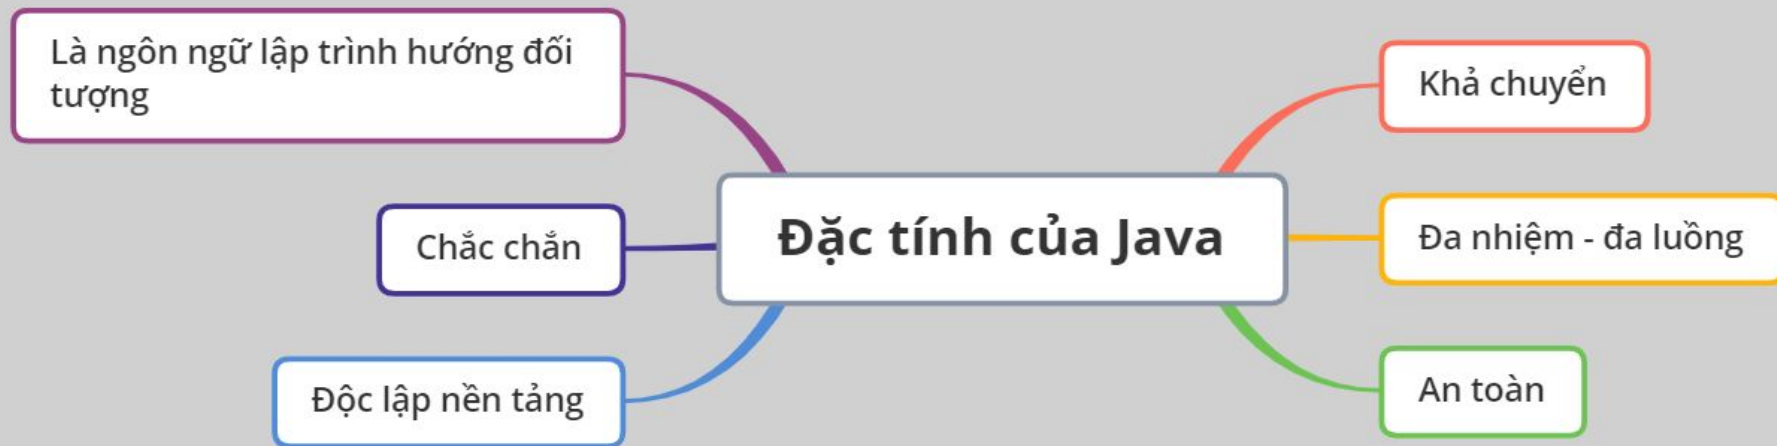 Đặc tính của Java
Là ngôn ngữ lập trình hướng đối
tượng
Chắc chắn
Độc lập nền tảng
Khả chuyển
Đa nhiệm - đa luồng
An toàn